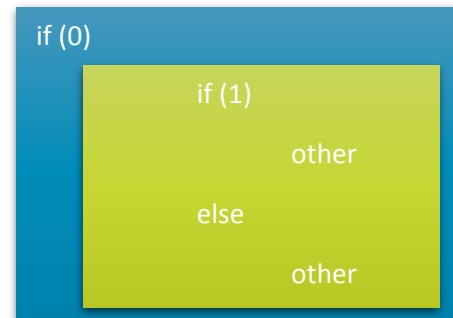 if (0)
if (1)
other
else
other